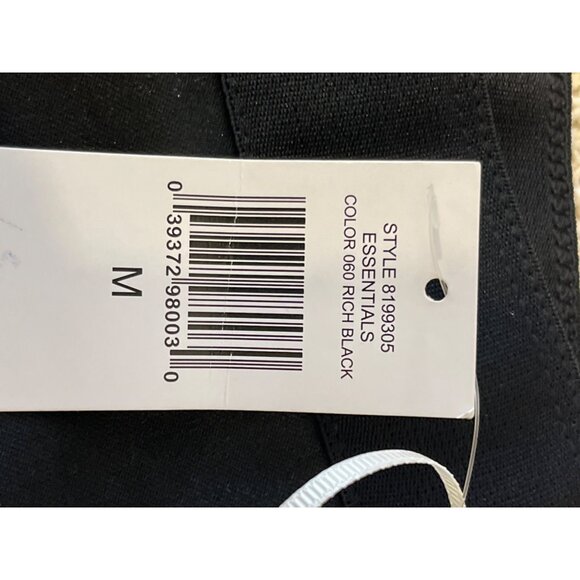 STYLE 8199305
ESSENTIALS
COLOR 060 RICH BLACK
0 39372 98003 0
M